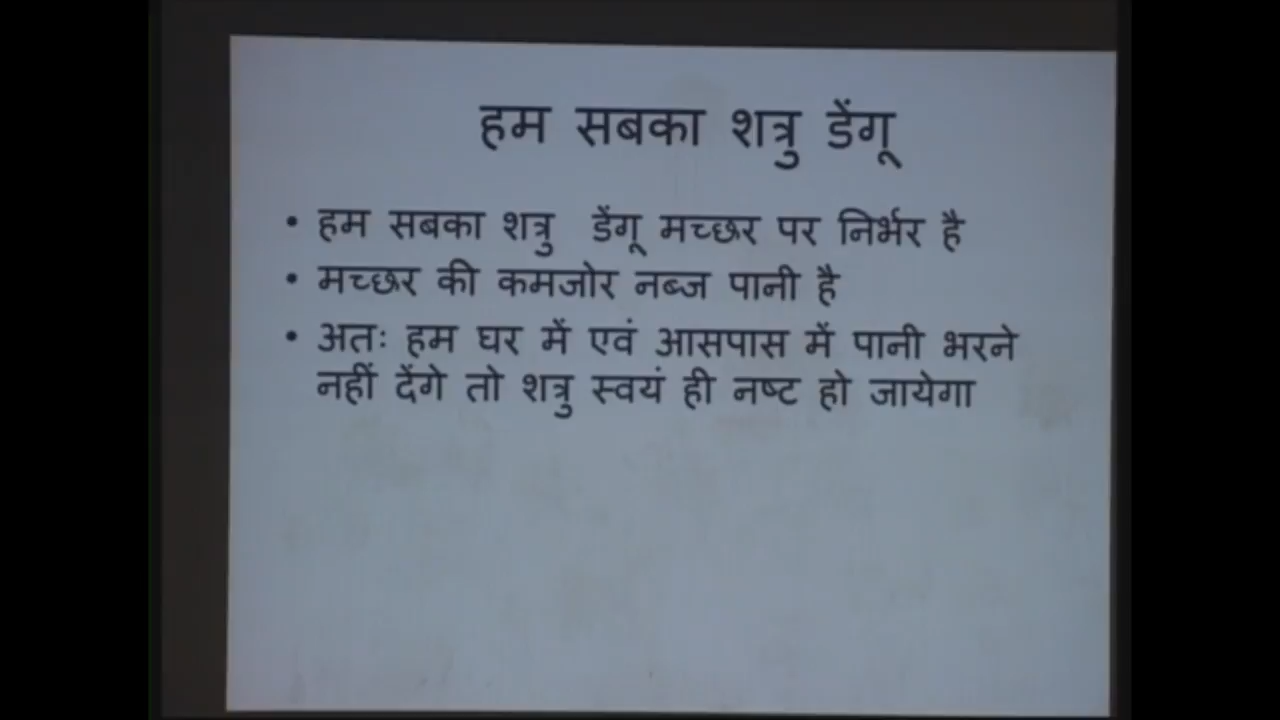 हम सबका शत्रु डेंगू
• हम सबका शत्रु डेंगू मच्छर पर निर्भर है
• मच्छर की कमजोर नब्ज पानी है
• अतः हम घर में एवं आसपास में पानी भरने
नहीं देंगे तो शत्रु स्वयं ही नष्ट हो जायेगा